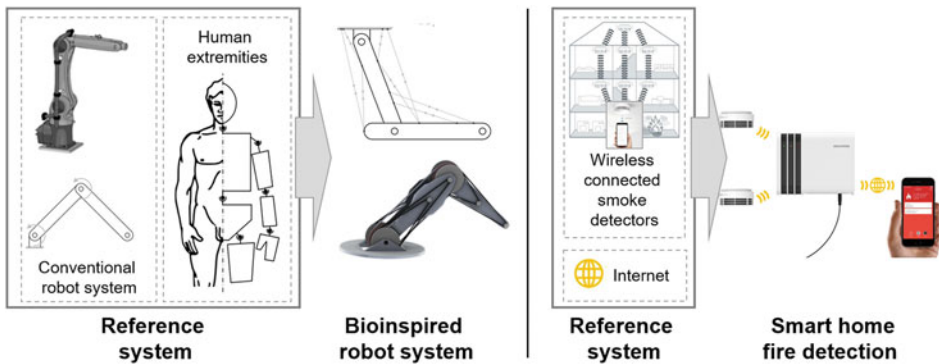 Human
extremities
Conventional
robot system
Reference
system
Bioinspired
robot system
Wireless
connected
smoke
detectors
Internet
Reference
system
Smart home
fire detection